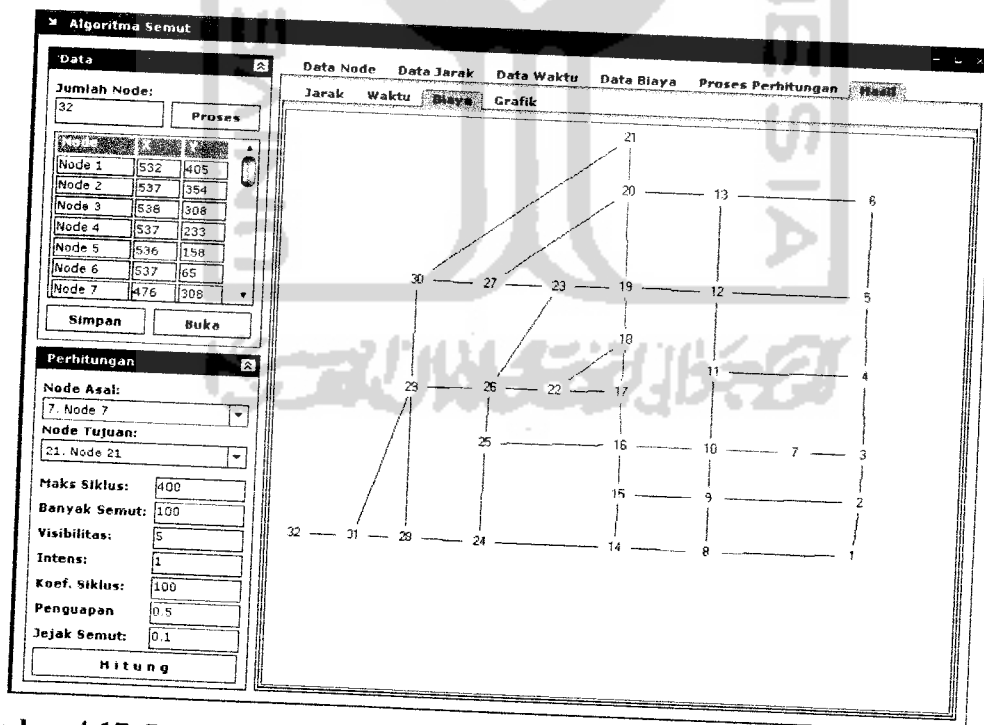 Algoritma Semut
Data
Jumlah Node:
32
Proses
Node X Y
Node 1 532 405
Node 2 537 354
Node 3 538 308
Node 4 537 233
Node 5 536 158
Node 6 537 65
Node 7 476 308
Simpan Buka
Perhitungan
Node Asal:
7. Node 7
Node Tujuan:
21. Node 21
Maks Siklus: 400
Banyak Semut: 100
Visibilitas: 5
Intens: 1
Koef. Siklus: 100
Penguapan 0.5
Jejak Semut: 0.1
Hitung
Data Node Data Jarak Data Waktu Data Biaya Proses Perhitungan Hasil
Jarak Waktu Biaya Grafik
21
20 13 6
30 27 23 19 12 5
18
29 26 22 17 11 4
25 16 10 7 3
15 9 2
32 31 28 24 14 8 1
NESIA